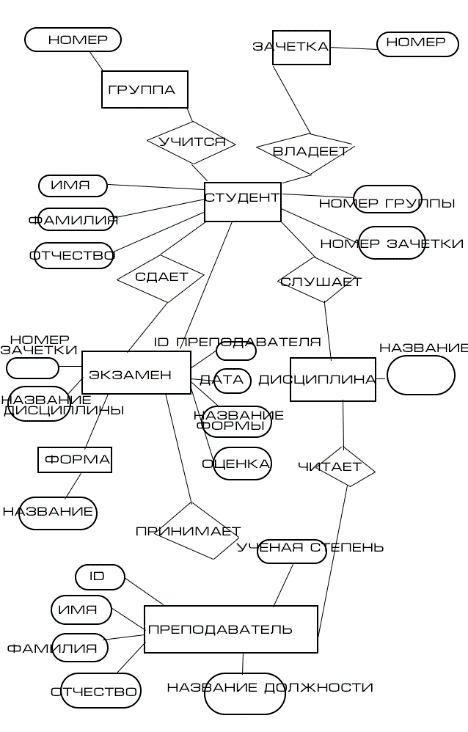 НОМЕР
ЗАЧЕТКА
НОМЕР
ГРУППА
УЧИТСЯ
ВЛАДЕЕТ
ИМЯ
СТУДЕНТ
НОМЕР ГРУППЫ
ФАМИЛИЯ
НОМЕР ЗАЧЕТКИ
ОТЧЕСТВО
СДАЕТ
СЛУШАЕТ
НОМЕР
ЗАЧЕТКИ
ID ПРЕПОДАВАТЕЛЯ
НАЗВАНИЕ
ЭКЗАМЕН
ДАТА
ДИСЦИПЛИНА
НАЗВАНИЕ
ДИСЦИПЛИНЫ
НАЗВАНИЕ
ФОРМЫ
ФОРМА
ОЦЕНКА
ЧИТАЕТ
НАЗВАНИЕ
ПРИНИМАЕТ
УЧЕНАЯ СТЕПЕНЬ
ID
ИМЯ
ПРЕПОДАВАТЕЛЬ
ФАМИЛИЯ
ОТЧЕСТВО
НАЗВАНИЕ ДОЛЖНОСТИ